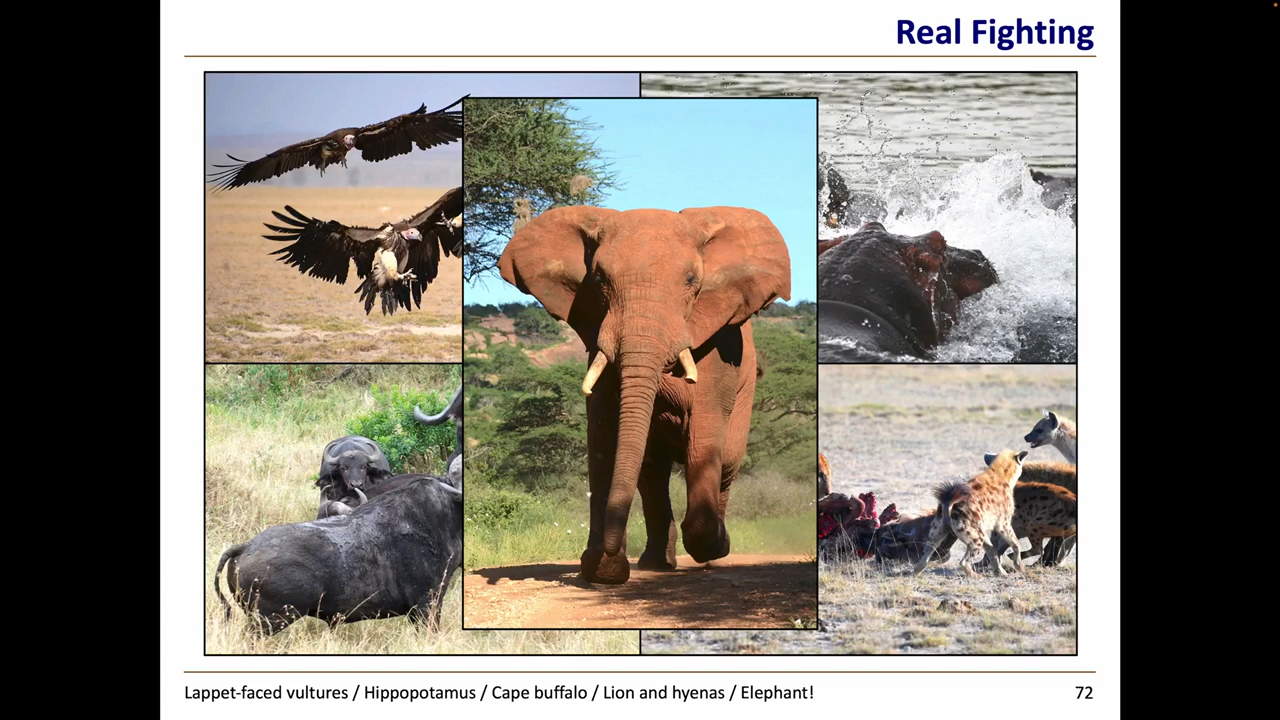 Real Fighting
Lappet-faced vultures / Hippopotamus / Cape buffalo / Lion and hyenas / Elephant!
72